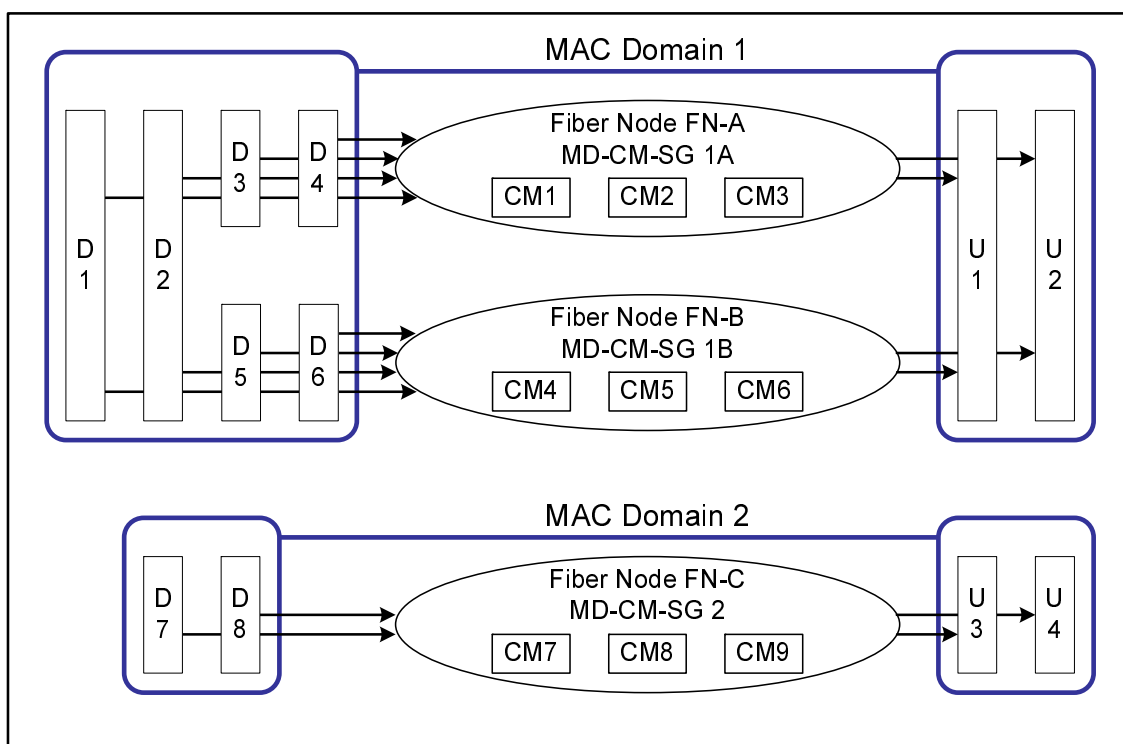 MAC Domain 1
D
1
D
2
D
3
D
4
Fiber Node FN-A
MD-CM-SG 1A
CM1
CM2
CM3
U
1
U
2
D
5
D
6
Fiber Node FN-B
MD-CM-SG 1B
CM4
CM5
CM6
MAC Domain 2
D
7
D
8
Fiber Node FN-C
MD-CM-SG 2
CM7
CM8
CM9
U
3
U
4